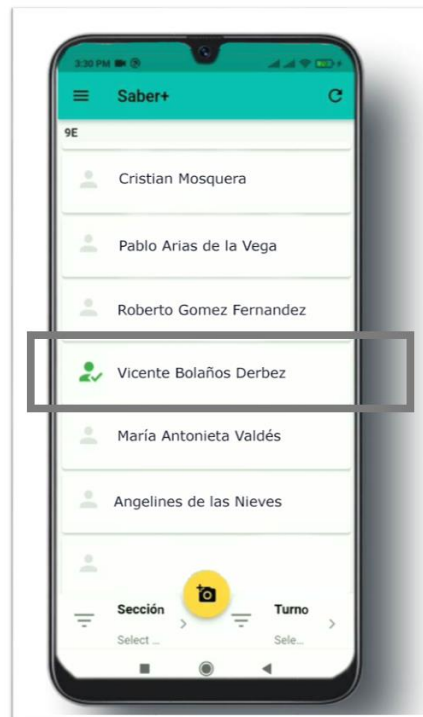 3:30 PM
Saber+
9E
Cristian Mosquera
Pablo Arias de la Vega
Roberto Gomez Fernandez
Vicente Bolaños Derbez
María Antonieta Valdés
Angelines de las Nieves
Sección
Turno
Select ...
Sele...